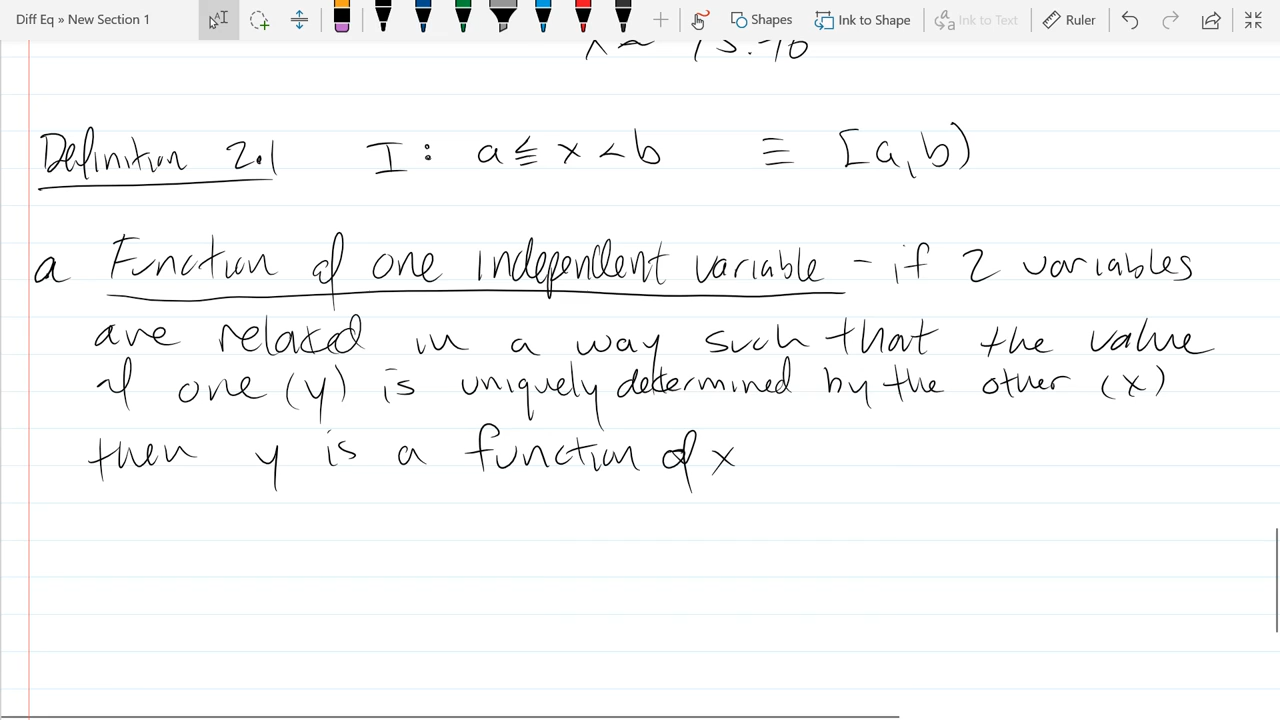 Diff Eq » New Section 1
Shapes
Ink to Shape
Ink to Text
Ruler
Definition 2.1 I: a ≦ x < b ≡ [a,b)
a Function of one independent variable - if 2 variables
are related in a way such that the value
of one (y) is uniquely determined by the other (x)
then y is a function of x